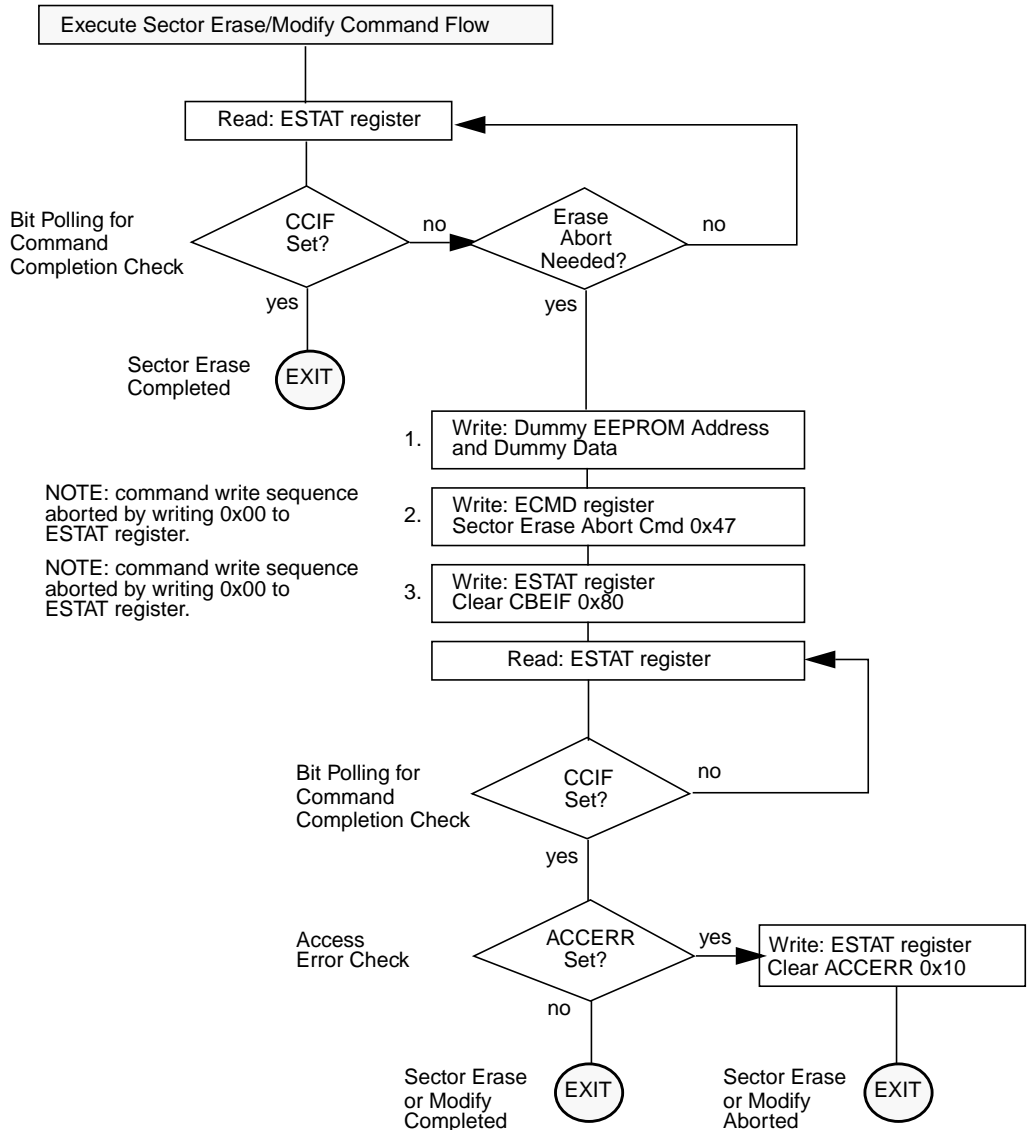 Execute Sector Erase/Modify Command Flow
Read: ESTAT register
Bit Polling for
Command
Completion Check
CCIF
Set?
no
Erase
Abort
Needed?
no
yes
yes
Sector Erase
Completed
EXIT
1.
Write: Dummy EEPROM Address
and Dummy Data
NOTE: command write sequence
aborted by writing 0x00 to
ESTAT register.
2.
Write: ECMD register
Sector Erase Abort Cmd 0x47
NOTE: command write sequence
aborted by writing 0x00 to
ESTAT register.
3.
Write: ESTAT register
Clear CBEIF 0x80
Read: ESTAT register
Bit Polling for
Command
Completion Check
CCIF
Set?
no
yes
Access
Error Check
ACCERR
Set?
yes
Write: ESTAT register
Clear ACCERR 0x10
no
Sector Erase
or Modify
Completed
EXIT
Sector Erase
or Modify
Aborted
EXIT